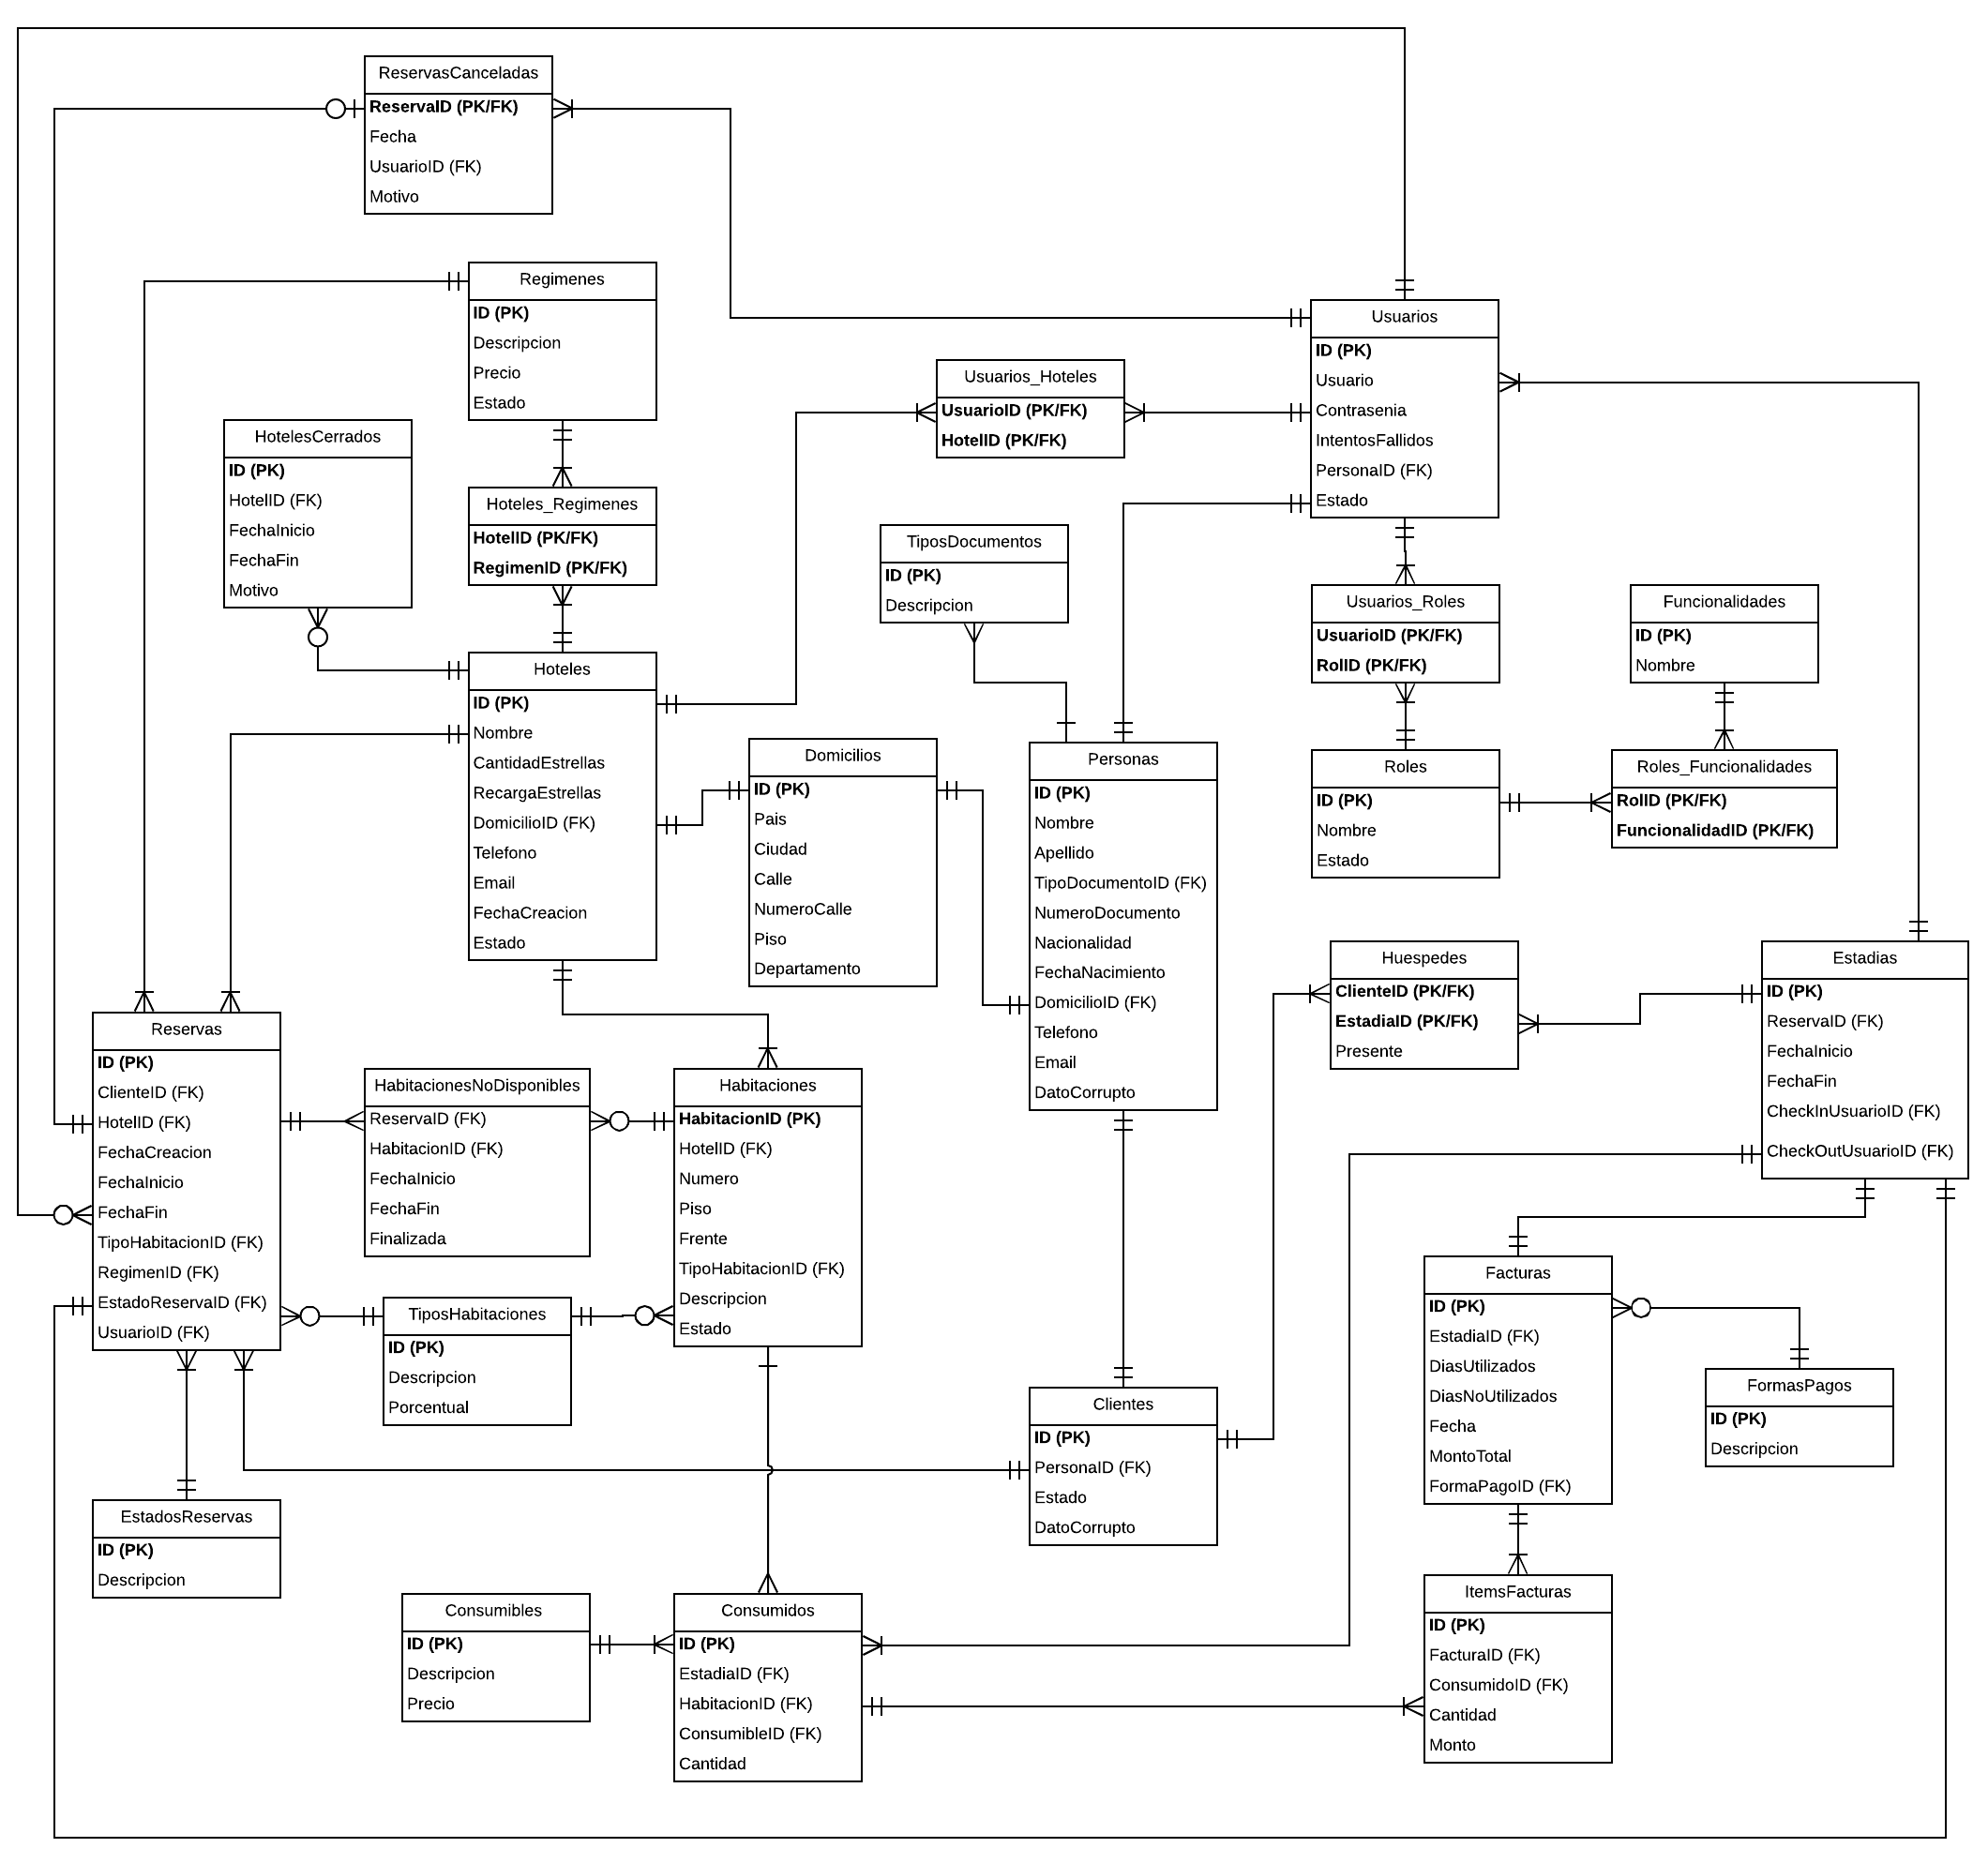 ReservasCanceladas
ReservaID (PK/FK)
Fecha
UsuarioID (FK)
Motivo
Regimenes
ID (PK)
Descripcion
Precio
Estado
Usuarios
ID (PK)
Usuario
Contrasenia
IntentosFallidos
PersonaID (FK)
Estado
Usuarios_Hoteles
UsuarioID (PK/FK)
HotelID (PK/FK)
HotelesCerrados
ID (PK)
HotelID (FK)
FechaInicio
FechaFin
Motivo
Hoteles_Regimenes
HotelID (PK/FK)
RegimenID (PK/FK)
TiposDocumentos
ID (PK)
Descripcion
Usuarios_Roles
UsuarioID (PK/FK)
RolID (PK/FK)
Funcionalidades
ID (PK)
Nombre
Hoteles
ID (PK)
Nombre
CantidadEstrellas
RecargaEstrellas
DomicilioID (FK)
Telefono
Email
FechaCreacion
Estado
Domicilios
ID (PK)
Pais
Ciudad
Calle
NumeroCalle
Piso
Departamento
Personas
ID (PK)
Nombre
Apellido
TipoDocumentoID (FK)
NumeroDocumento
Nacionalidad
FechaNacimiento
DomicilioID (FK)
Telefono
Email
DatoCorrupto
Roles
ID (PK)
Nombre
Estado
Roles_Funcionalidades
RolID (PK/FK)
FuncionalidadID (PK/FK)
Huespedes
ClienteID (PK/FK)
EstadiaID (PK/FK)
Presente
Estadias
ID (PK)
ReservaID (FK)
FechaInicio
FechaFin
CheckInUsuarioID (FK)
CheckOutUsuarioID (FK)
Reservas
ID (PK)
ClienteID (FK)
HotelID (FK)
FechaCreacion
FechaInicio
FechaFin
TipoHabitacionID (FK)
RegimenID (FK)
EstadoReservaID (FK)
UsuarioID (FK)
HabitacionesNoDisponibles
ReservaID (FK)
HabitacionID (FK)
FechaInicio
FechaFin
Finalizada
Habitaciones
HabitacionID (PK)
HotelID (FK)
Numero
Piso
Frente
TipoHabitacionID (FK)
Descripcion
Estado
TiposHabitaciones
ID (PK)
Descripcion
Porcentual
Facturas
ID (PK)
EstadiaID (FK)
DiasUtilizados
DiasNoUtilizados
Fecha
MontoTotal
FormaPagoID (FK)
FormasPagos
ID (PK)
Descripcion
Clientes
ID (PK)
PersonaID (FK)
Estado
DatoCorrupto
EstadosReservas
ID (PK)
Descripcion
Consumibles
ID (PK)
Descripcion
Precio
Consumidos
ID (PK)
EstadiaID (FK)
HabitacionID (FK)
ConsumibleID (FK)
Cantidad
ItemsFacturas
ID (PK)
FacturaID (FK)
ConsumidoID (FK)
Cantidad
Monto